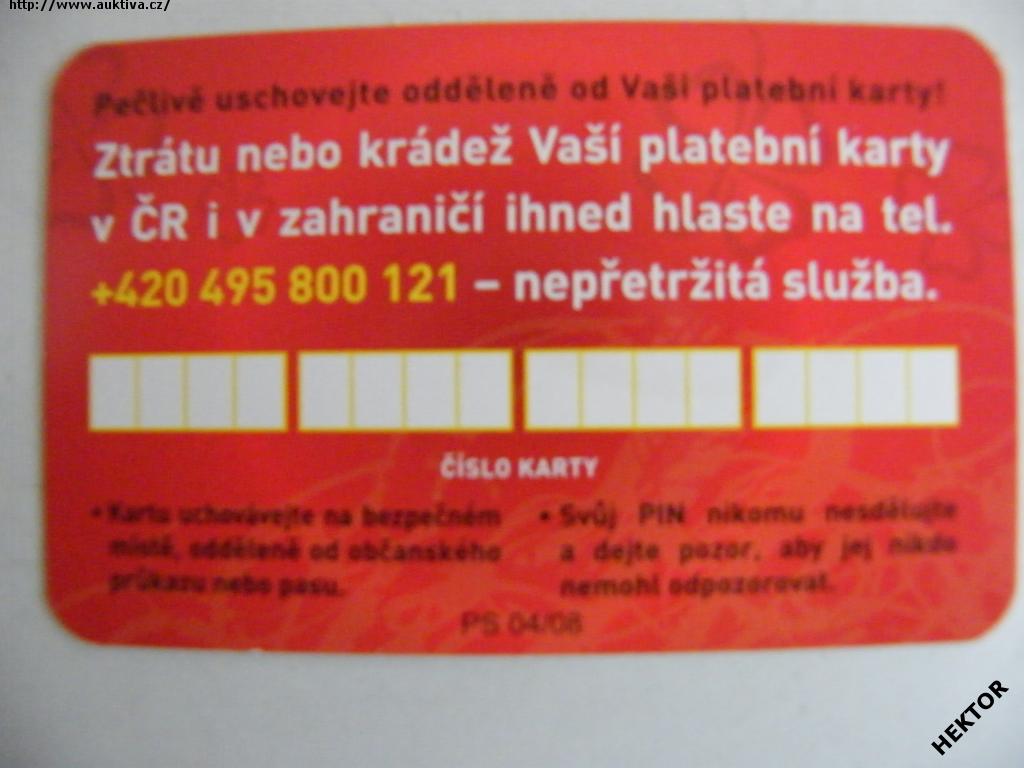 http://www.auktiva.cz/
Pečlivě uschovejte odděleně od Vaší platební karty!
Ztrátu nebo krádež Vaší platební karty
v ČR i v zahraničí ihned hlaste na tel.
+420 495 800 121 – nepřetržitá služba.
ČÍSLO KARTY
• Kartu uchovávejte na bezpečném
místě, odděleně od občanského
průkazu nebo pasu.
• Svůj PIN nikomu nesdělujte
a dejte pozor, aby jej nikdo
nemohl odpozorovat.
PS 04/08
HEKTOR